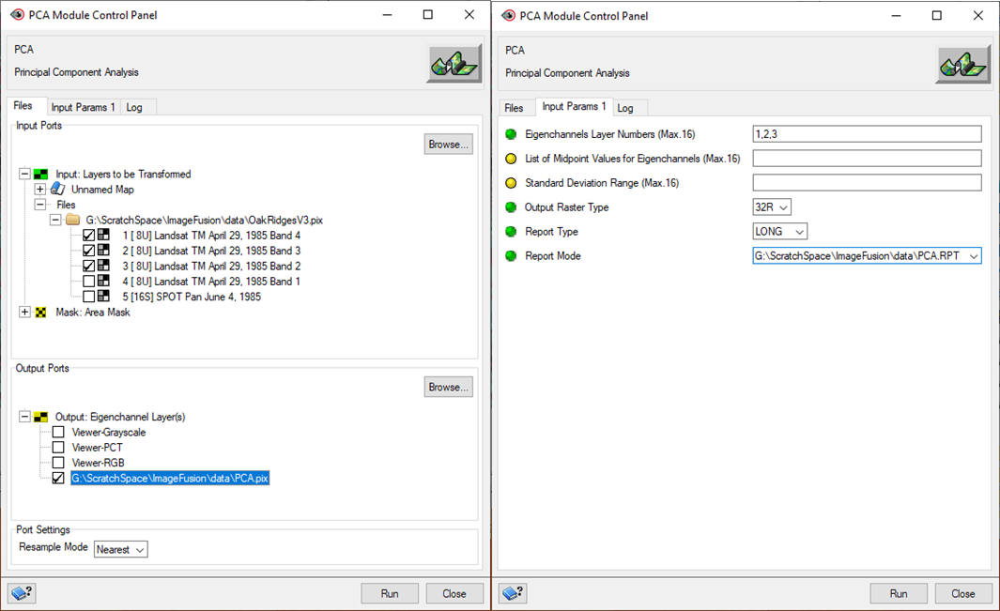 PCA Module Control Panel
PCA
Principal Component Analysis
Files Input Params 1 Log
Input Ports
Browse...
Input: Layers to be Transformed
Unnamed Map
Files
G:\ScratchSpace\ImageFusion\data\OakRidgesV3.pix
1 [ 8U] Landsat TM April 29, 1985 Band 4
2 [ 8U] Landsat TM April 29, 1985 Band 3
3 [ 8U] Landsat TM April 29, 1985 Band 2
4 [ 8U] Landsat TM April 29, 1985 Band 1
5 [16S] SPOT Pan June 4, 1985
Mask: Area Mask
Output Ports
Browse...
Output: Eigenchannel Layer(s)
Viewer-Grayscale
Viewer-PCT
Viewer-RGB
G:\ScratchSpace\ImageFusion\data\PCA.pix
Port Settings
Resample Mode Nearest
? Run Close
PCA Module Control Panel
PCA
Principal Component Analysis
Files Input Params 1 Log
Eigenchannels Layer Numbers (Max.16) 1,2,3
List of Midpoint Values for Eigenchannels (Max.16)
Standard Deviation Range (Max.16)
Output Raster Type 32R
Report Type LONG
Report Mode G:\ScratchSpace\ImageFusion\data\PCA.RPT
? Run Close